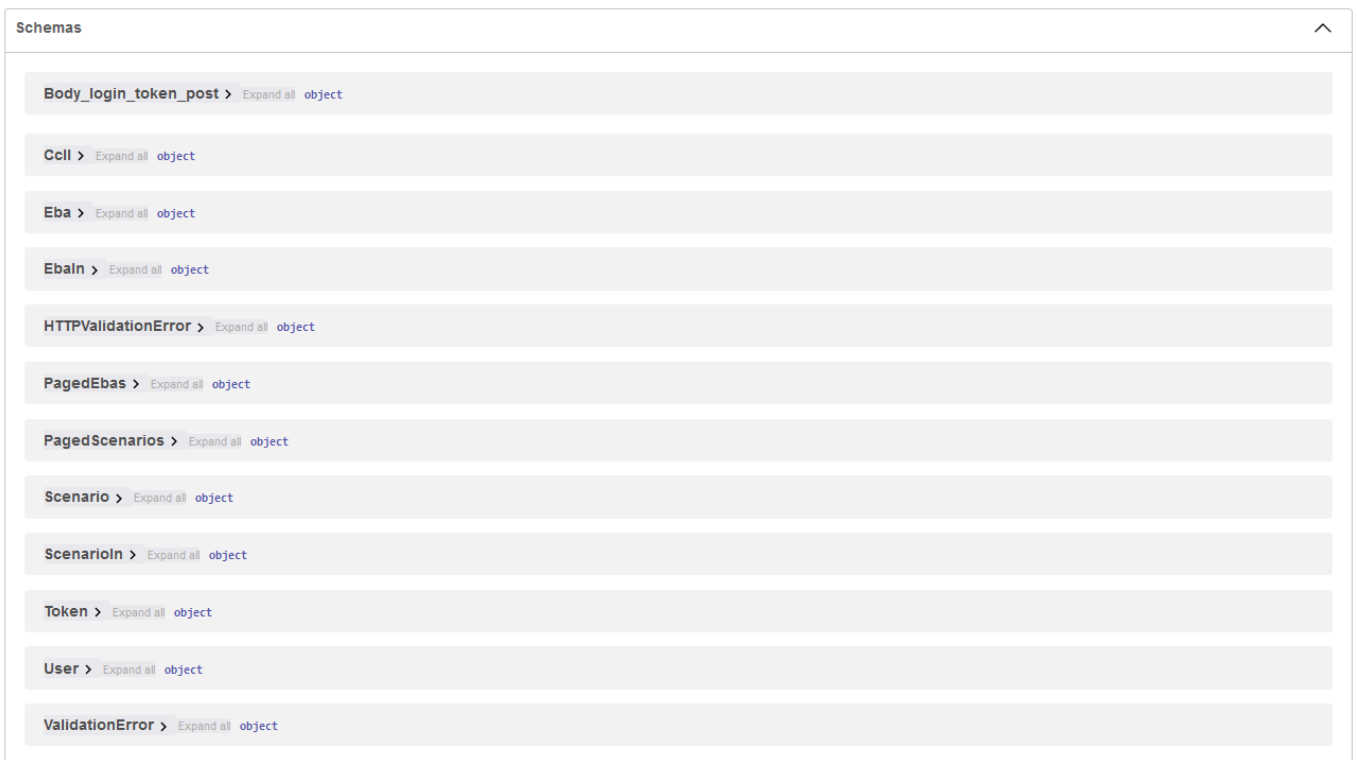 Schemas
Body_login_token_post Expand all object
CcII Expand all object
Eba Expand all object
EbaIn Expand all object
HTTPValidationError Expand all object
PagedEbas Expand all object
PagedScenarios Expand all object
Scenario Expand all object
ScenarioIn Expand all object
Token Expand all object
User Expand all object
ValidationError Expand all object